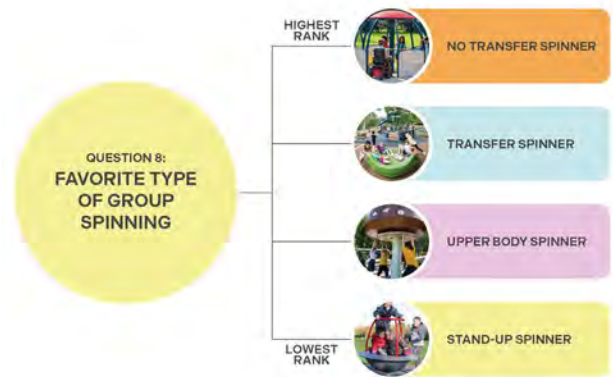 QUESTION 8:
FAVORITE TYPE
OF GROUP
SPINNING
HIGHEST
RANK
NO TRANSFER SPINNER
TRANSFER SPINNER
UPPER BODY SPINNER
LOWEST
RANK
STAND-UP SPINNER